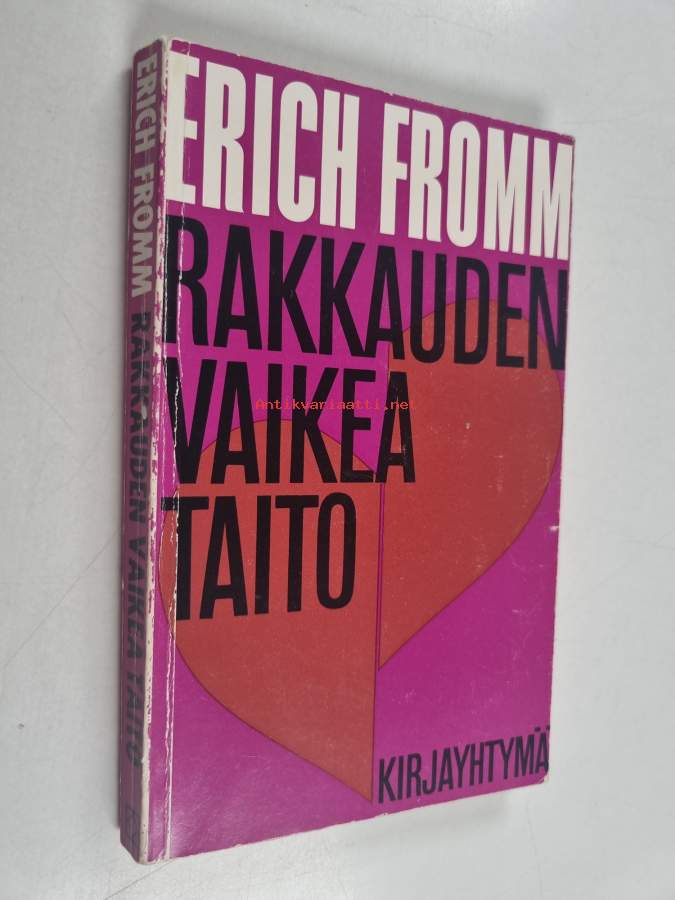 ERICH FROMM
RAKKAUDEN
VAIKEA
TAITO
KIRJAYHTYMÄ
ERICH FROMM RAKKAUDEN VAIKEA TAITO
Antikvariaatti.net